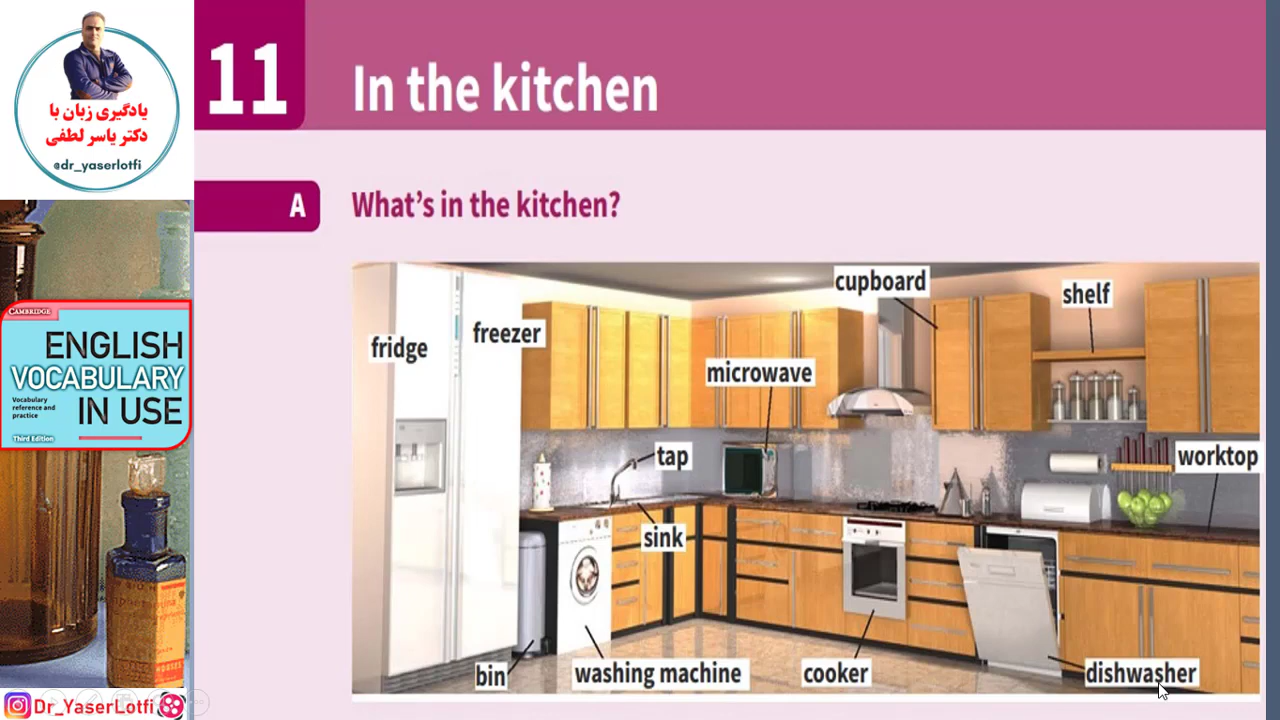 یادگیری زبان با
دکتر یاسر لطفی
@dr_yaserlotfi
CAMBRIDGE
ENGLISH
VOCABULARY
IN USE
Vocabulary
reference and
practice
Third Edition
Dr_YaserLotfi
11
In the kitchen
A
What's in the kitchen?
cupboard
shelf
fridge
freezer
microwave
tap
worktop
sink
bin
washing machine
cooker
dishwasher